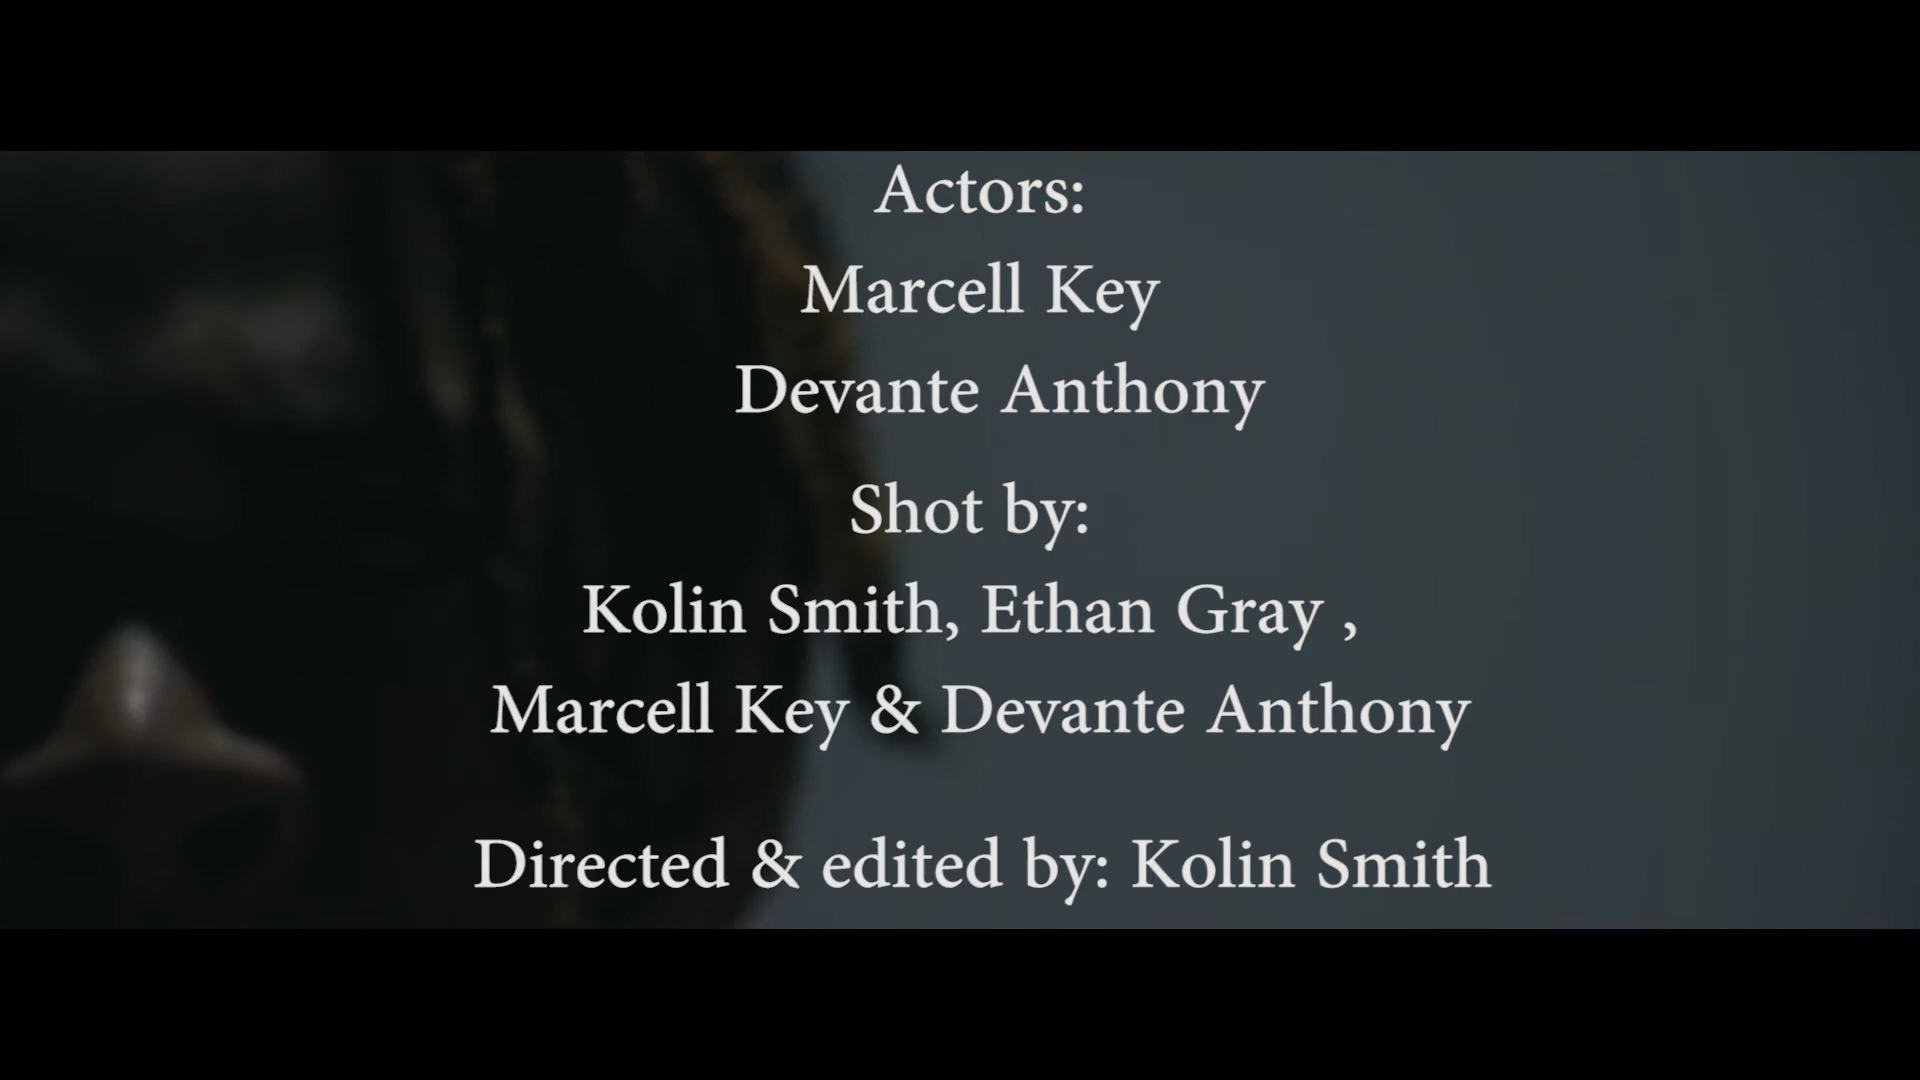 Actors:
Marcell Key
Devante Anthony
Shot by:
Kolin Smith, Ethan Gray ,
Marcell Key & Devante Anthony
Directed & edited by: Kolin Smith